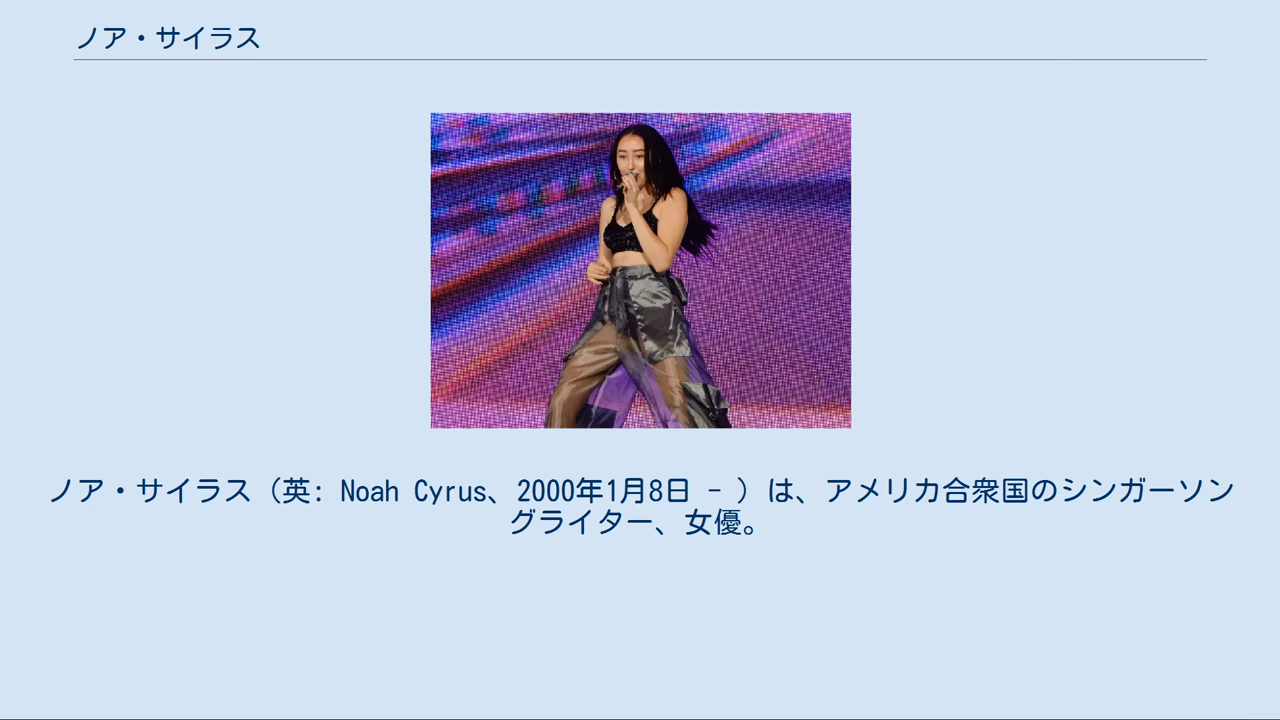 ノア・サイラス
ノア・サイラス（英: Noah Cyrus、2000年1月8日 - ）は、アメリカ合衆国のシンガーソン
グライター、女優。